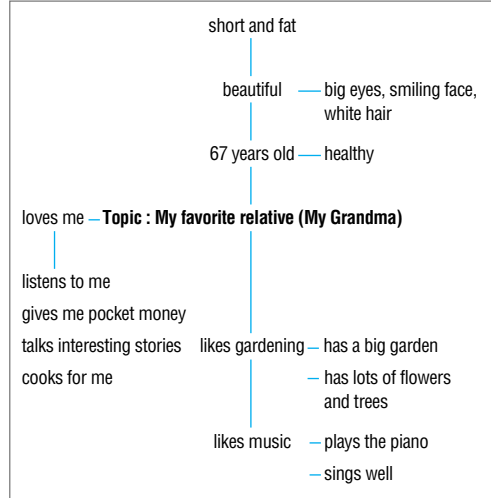 short and fat
beautiful — big eyes, smiling face,
white hair
67 years old — healthy
loves me – Topic : My favorite relative (My Grandma)
listens to me
gives me pocket money
talks interesting stories
likes gardening – has a big garden
cooks for me
– has lots of flowers
and trees
likes music – plays the piano
– sings well